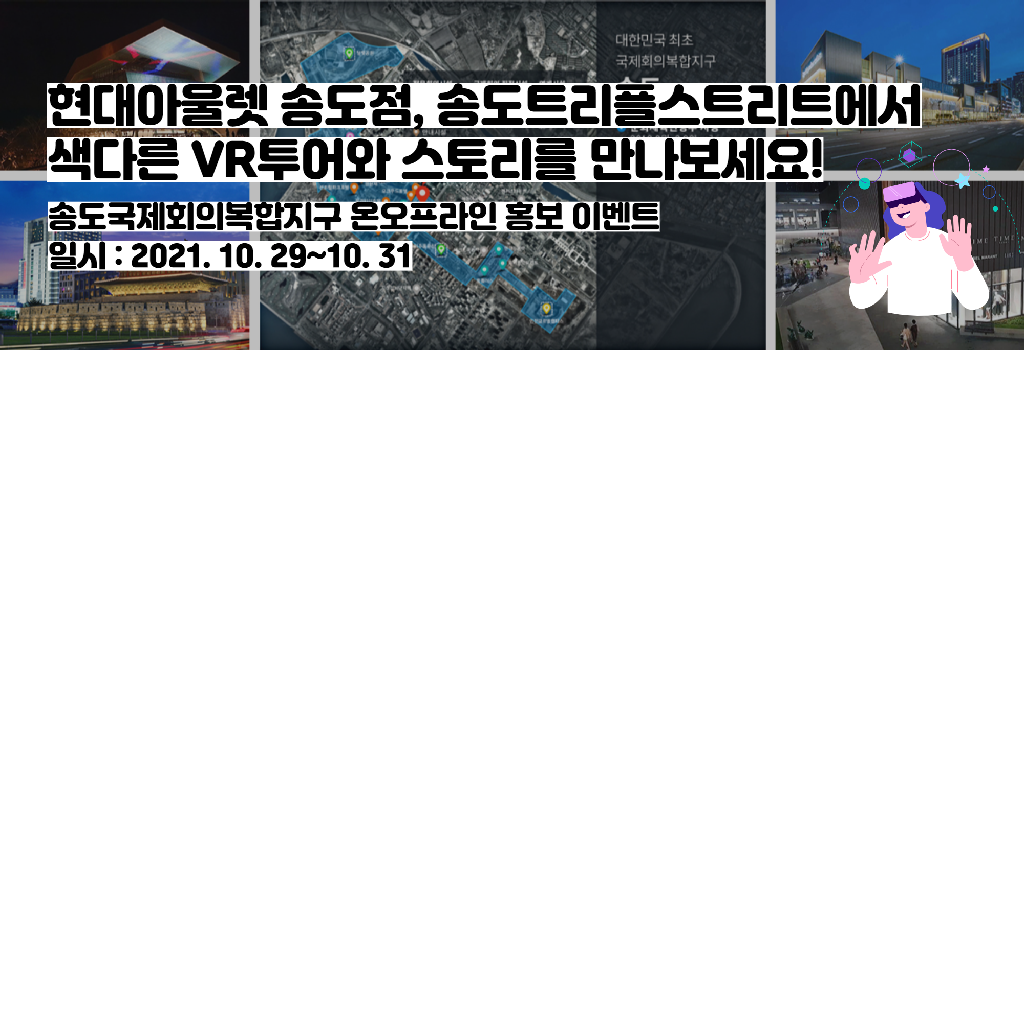 대한민국 최초
국제회의복합지구
현대아울렛 송도점, 송도트리플스트리트에서
색다른 VR투어와 스토리를 만나보세요!
송도국제회의복합지구 온오프라인 홍보 이벤트
일시 : 2021. 10. 29~10. 31